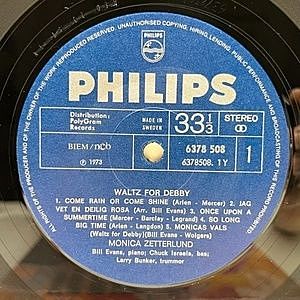 ALL RIGHTS OF THE PRODUCER AND OF THE OWNER OF THE WORK REPRODUCED RESERVED. UNAUTHORISED COPYING, HIRING, LENDING, PUBLIC PERFORMANCE AND BROADCASTING OF THIS RECORD PROHIBITED
PHILIPS
PHILIPS
Distribution:
PolyGram
Records
MADE IN
SWEDEN
33 1/3
STEREO
BIEM/ncb
℗ 1973
6378 508
6378508. 1Y
1
WALTZ FOR DEBBY
1. COME RAIN OR COME SHINE (Arlen - Mercer) 2. JAG
VET EN DEILIG ROSA (Arr. Bill Evans) 3. ONCE UPON A
SUMMERTIME (Mercer - Barclay - Legrand) 4. SO LONG
BIG TIME (Arlen - Langdon) 5. MONICAS VALS
(Waltz for Debby)(Bill Evans - Wolgers)
MONICA ZETTERLUND
Bill Evans, piano; Chuck Israels, bas;
Larry Bunker, trummor